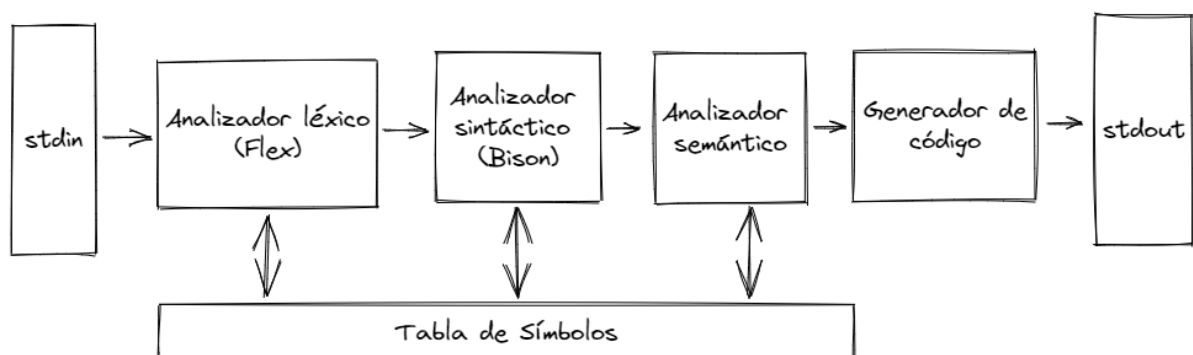 stdin
Analizador léxico
(Flex)
Analizador
sintáctico
(Bison)
Analizador
semántico
Generador de
código
stdout
Tabla de Símbolos